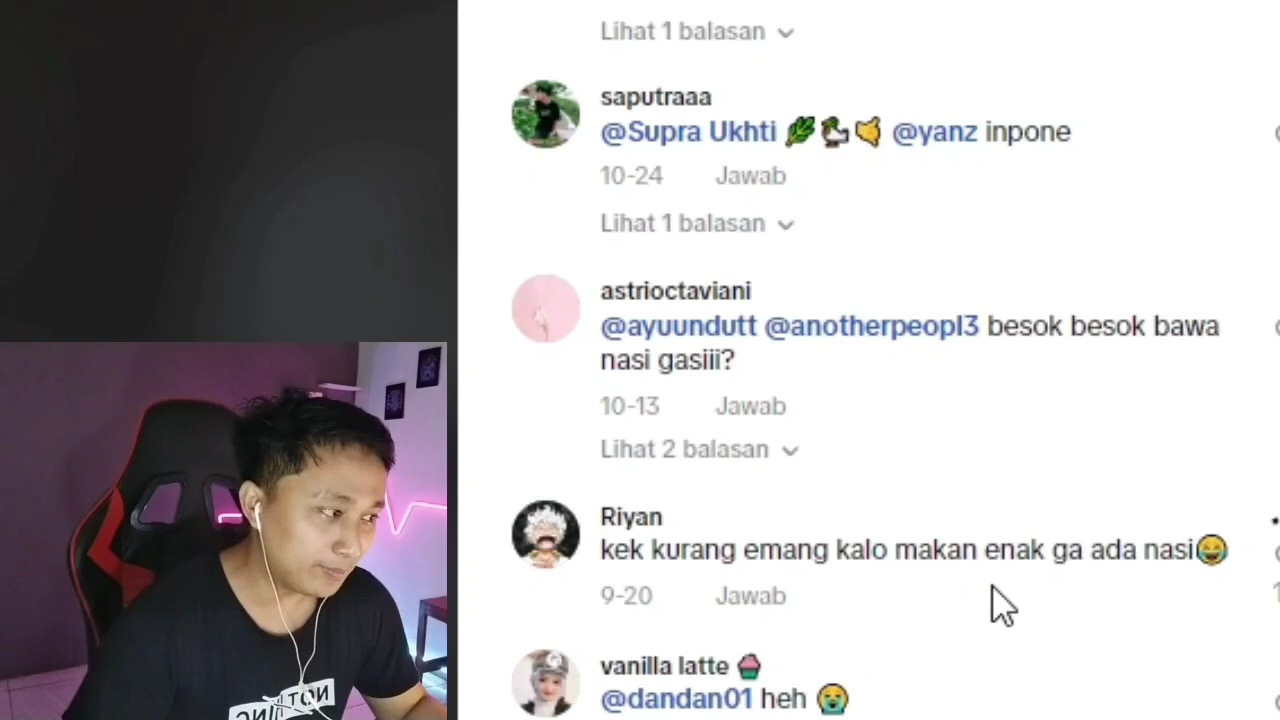 Lihat 1 balasan
saputraaa
@Supra Ukhti 🌿🦆🤙 @yanz inpone
10-24 Jawab
Lihat 1 balasan
astrioctaviani
@ayuundutt @anotherpeopl3 besok besok bawa
nasi gasiii?
10-13 Jawab
Lihat 2 balasan
Riyan
kek kurang emang kalo makan enak ga ada nasi😂
9-20 Jawab
vanilla latte 🧁
@dandan01 heh 😭